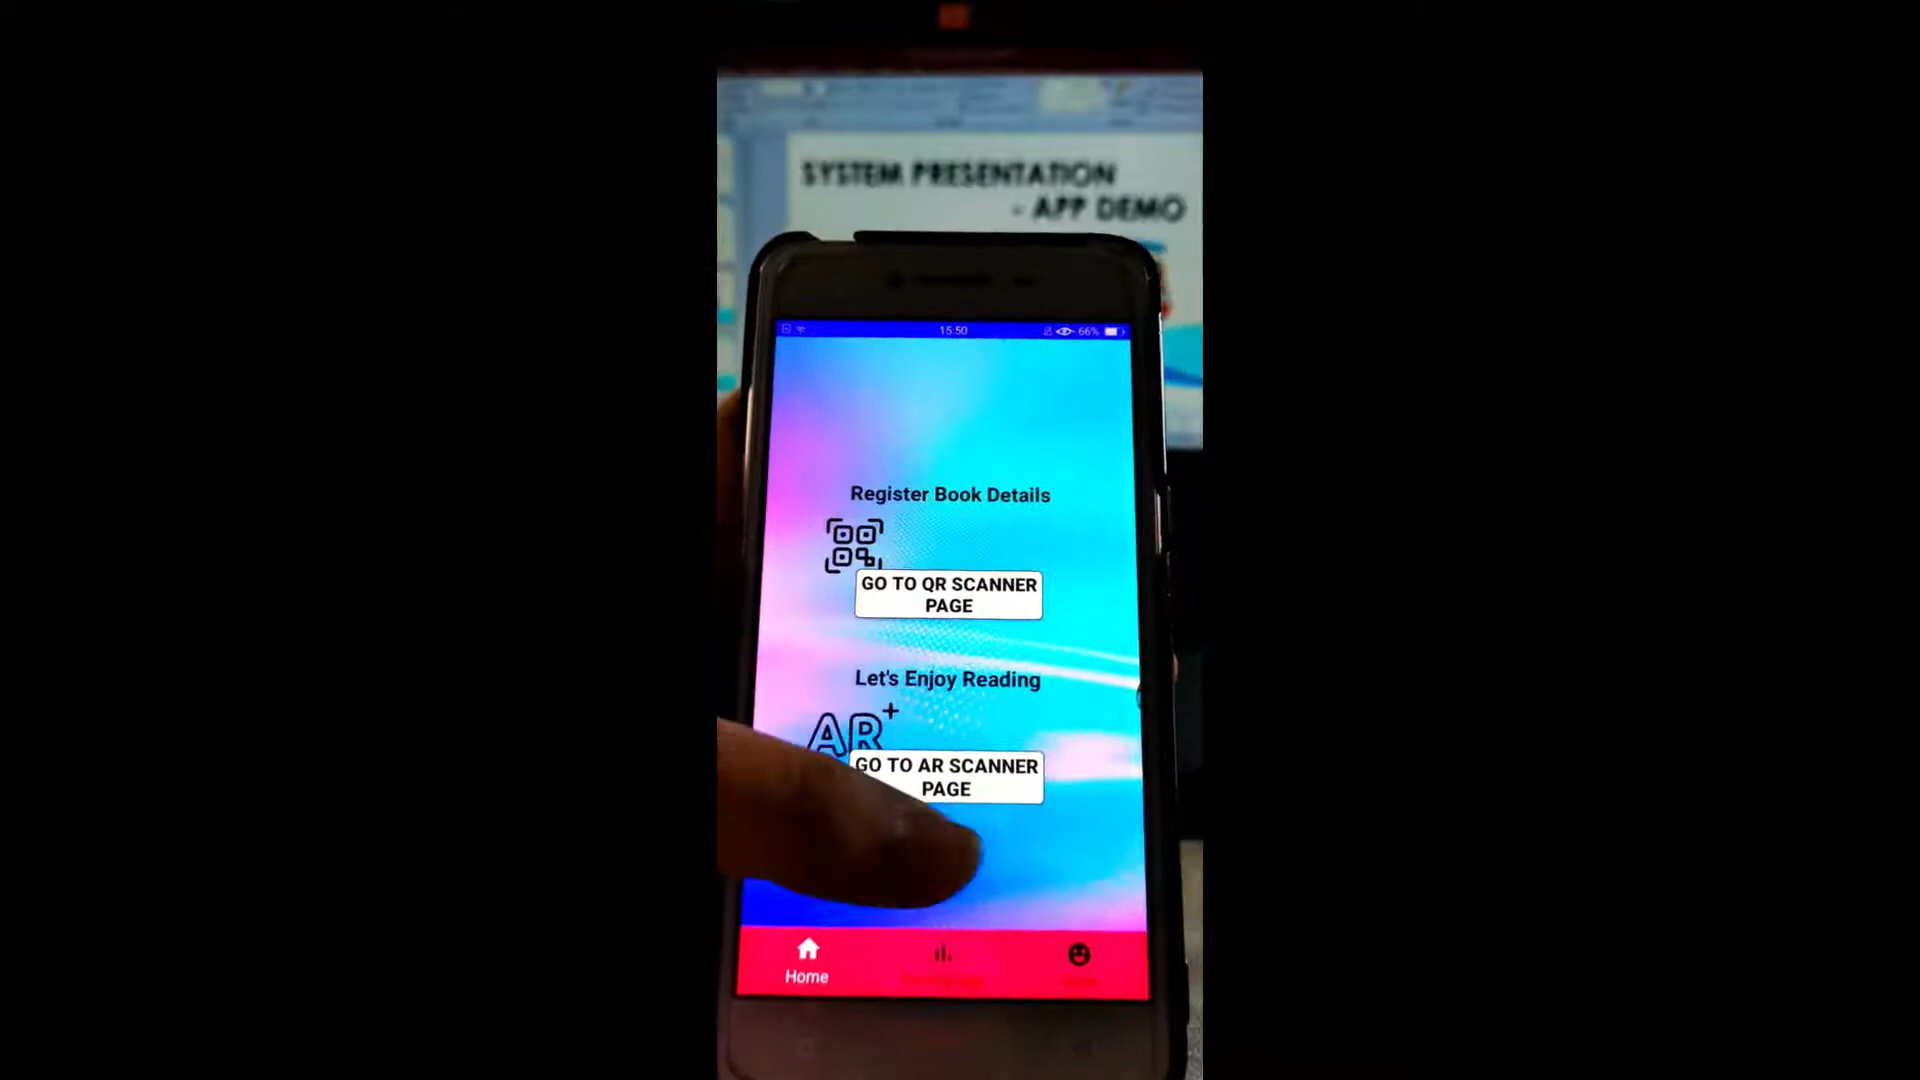 SYSTEM PRESENTATION
- APP DEMO
15:50
66%
Register Book Details
GO TO QR SCANNER
PAGE
Let's Enjoy Reading
AR+
GO TO AR SCANNER
PAGE
Home